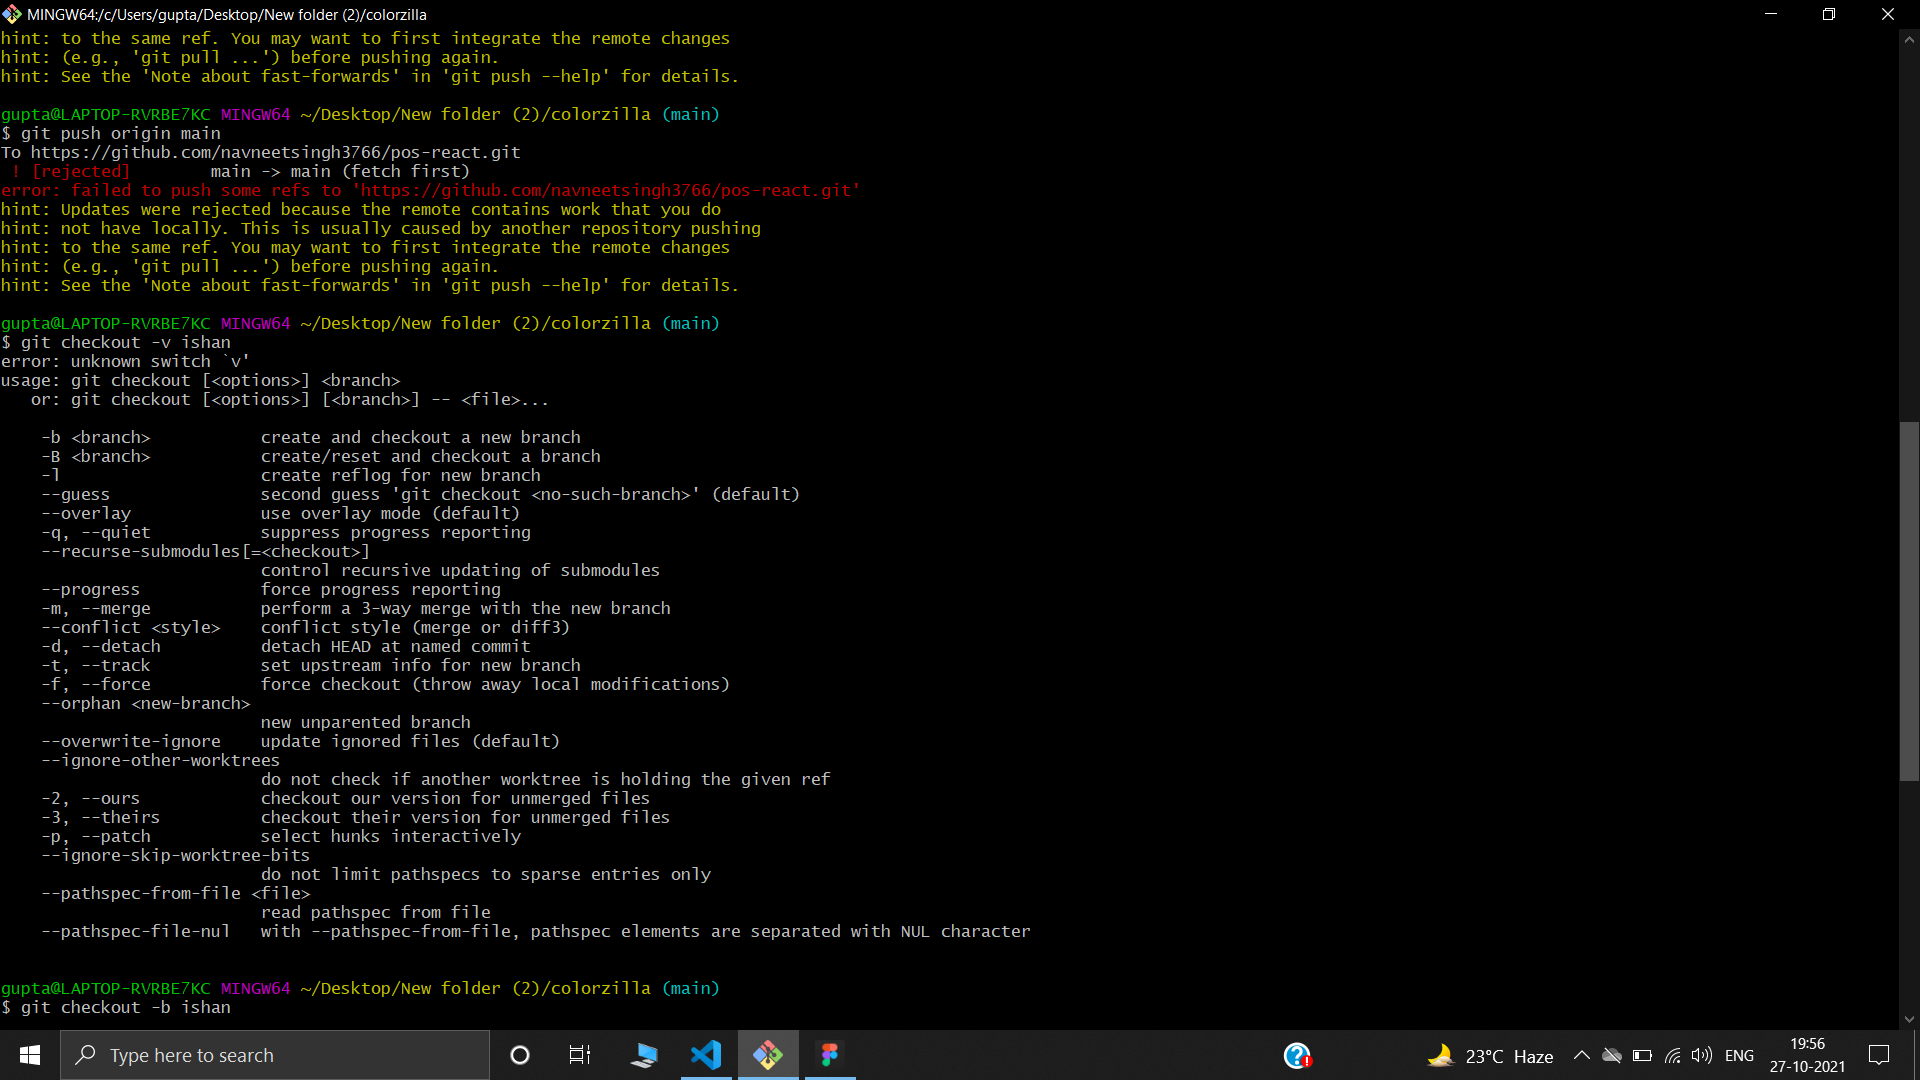 MINGW64:/c/Users/gupta/Desktop/New folder (2)/colorzilla
hint: to the same ref. You may want to first integrate the remote changes
hint: (e.g., 'git pull ...') before pushing again.
hint: See the 'Note about fast-forwards' in 'git push --help' for details.
gupta@LAPTOP-RVRBE7KC MINGW64 ~/Desktop/New folder (2)/colorzilla (main)
$ git push origin main
To https://github.com/navneetsingh3766/pos-react.git
 ! [rejected]        main -> main (fetch first)
error: failed to push some refs to 'https://github.com/navneetsingh3766/pos-react.git'
hint: Updates were rejected because the remote contains work that you do
hint: not have locally. This is usually caused by another repository pushing
hint: to the same ref. You may want to first integrate the remote changes
hint: (e.g., 'git pull ...') before pushing again.
hint: See the 'Note about fast-forwards' in 'git push --help' for details.
gupta@LAPTOP-RVRBE7KC MINGW64 ~/Desktop/New folder (2)/colorzilla (main)
$ git checkout -v ishan
error: unknown switch `v'
usage: git checkout [<options>] <branch>
   or: git checkout [<options>] [<branch>] -- <file>...
    -b <branch>           create and checkout a new branch
    -B <branch>           create/reset and checkout a branch
    -l                    create reflog for new branch
    --guess               second guess 'git checkout <no-such-branch>' (default)
    --overlay             use overlay mode (default)
    -q, --quiet           suppress progress reporting
    --recurse-submodules[=<checkout>]
                          control recursive updating of submodules
    --progress            force progress reporting
    -m, --merge           perform a 3-way merge with the new branch
    --conflict <style>    conflict style (merge or diff3)
    -d, --detach          detach HEAD at named commit
    -t, --track           set upstream info for new branch
    -f, --force           force checkout (throw away local modifications)
    --orphan <new-branch>
                          new unparented branch
    --overwrite-ignore    update ignored files (default)
    --ignore-other-worktrees
                          do not check if another worktree is holding the given ref
    -2, --ours            checkout our version for unmerged files
    -3, --theirs          checkout their version for unmerged files
    -p, --patch           select hunks interactively
    --ignore-skip-worktree-bits
                          do not limit pathspecs to sparse entries only
    --pathspec-from-file <file>
                          read pathspec from file
    --pathspec-file-nul   with --pathspec-from-file, pathspec elements are separated with NUL character
gupta@LAPTOP-RVRBE7KC MINGW64 ~/Desktop/New folder (2)/colorzilla (main)
$ git checkout -b ishan
Type here to search
23°C Haze
ENG
19:56
27-10-2021